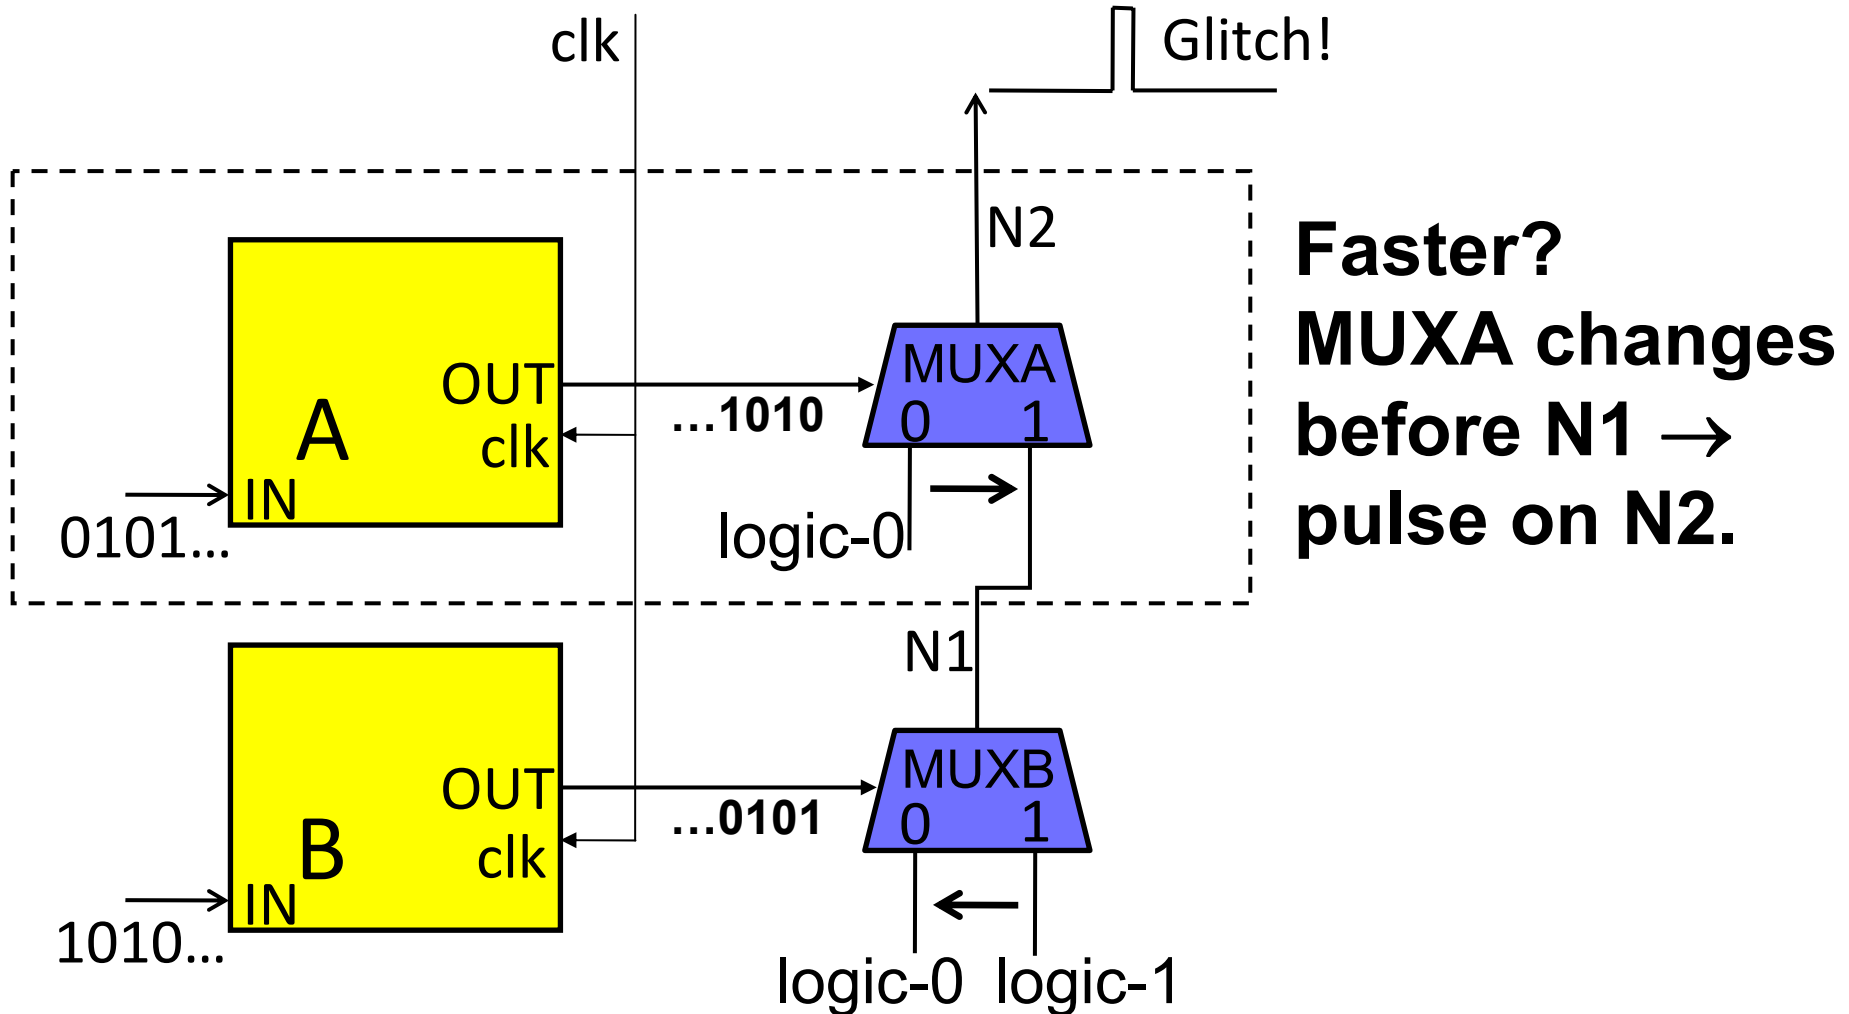 clk
Glitch!
N2
Faster?
MUXA changes
before N1 →
pulse on N2.
A
OUT
clk
IN
0101...
...1010
MUXA
0 1
logic-0
N1
B
OUT
clk
IN
1010...
...0101
MUXB
0 1
logic-0 logic-1